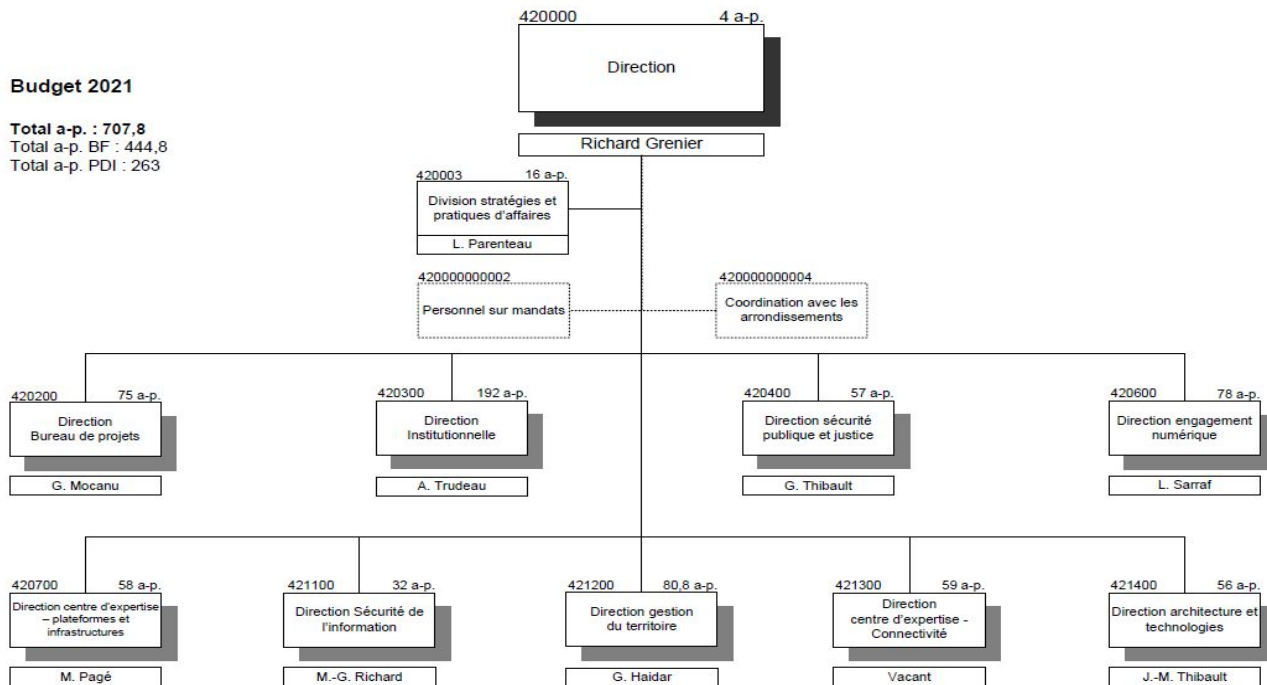 420000 4 a-p.
Direction
Richard Grenier
Budget 2021
Total a-p. : 707,8
Total a-p. BF : 444,8
Total a-p. PDI : 263
420003 16 a-p.
Division stratégies et
pratiques d'affaires
L. Parenteau
420000000002
Personnel sur mandats
420000000004
Coordination avec les
arrondissements
420200 75 a-p.
Direction
Bureau de projets
G. Mocanu
420300 192 a-p.
Direction
Institutionnelle
A. Trudeau
420400 57 a-p.
Direction sécurité
publique et justice
G. Thibault
420600 78 a-p.
Direction engagement
numérique
L. Sarraf
420700 58 a-p.
Direction centre d'expertise
– plateformes et
infrastructures
M. Pagé
421100 32 a-p.
Direction Sécurité de
l'information
M.-G. Richard
421200 80,8 a-p.
Direction gestion
du territoire
G. Haidar
421300 59 a-p.
Direction
centre d'expertise -
Connectivité
Vacant
421400 56 a-p.
Direction architecture et
technologies
J.-M. Thibault